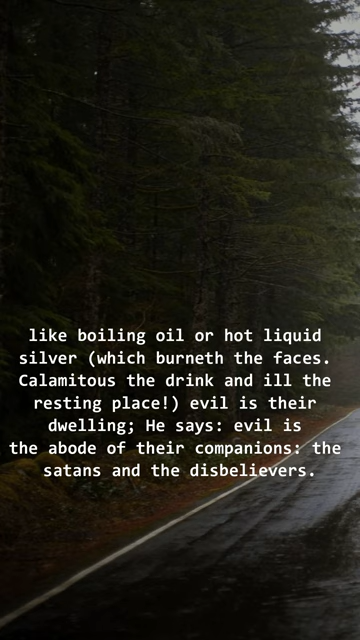 like boiling oil or hot liquid
silver (which burneth the faces.
Calamitous the drink and ill the
resting place!) evil is their
dwelling; He says: evil is
the abode of their companions: the
satans and the disbelievers.